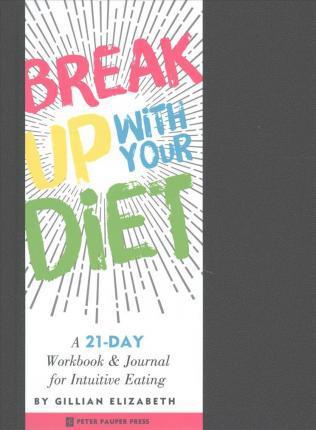 BREAK
UP WiTH
YOUR
DiET
A 21-DAY
Workbook & Journal
for Intuitive Eating
BY GILLIAN ELIZABETH
PETER PAUPER PRESS